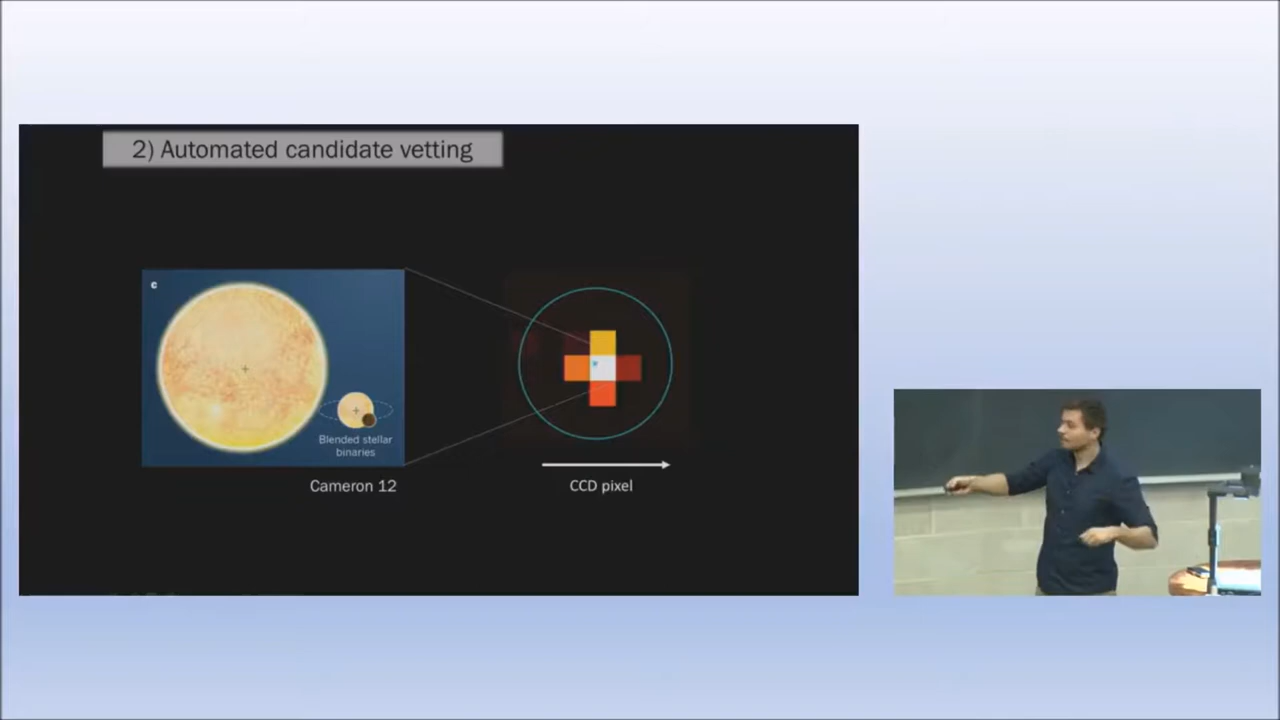 2) Automated candidate vetting
c
Blended stellar
binaries
Cameron 12
CCD pixel